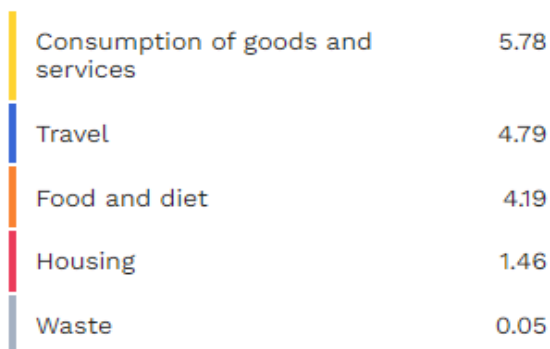 Consumption of goods and 5.78
services
Travel 4.79
Food and diet 4.19
Housing 1.46
Waste 0.05